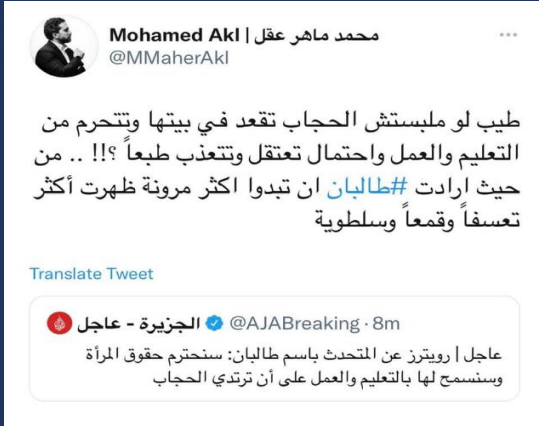 Mohamed Akl | محمد ماهر عقل
@MMaherAkl
طيب لو ملبستش الحجاب تقعد في بيتها وتتحرم من
التعليم والعمل واحتمال تعتقل وتتعذب طبعاً ؟!! .. من
حيث ارادت #طالبان ان تبدوا اكثر مرونة ظهرت أكثر
تعسفاً وقمعاً وسلطوية
Translate Tweet
الجزيرة - عاجل @AJABreaking · 8m
عاجل | رويترز عن المتحدث باسم طالبان: سنحترم حقوق المرأة
وسنسمح لها بالتعليم والعمل على أن ترتدي الحجاب